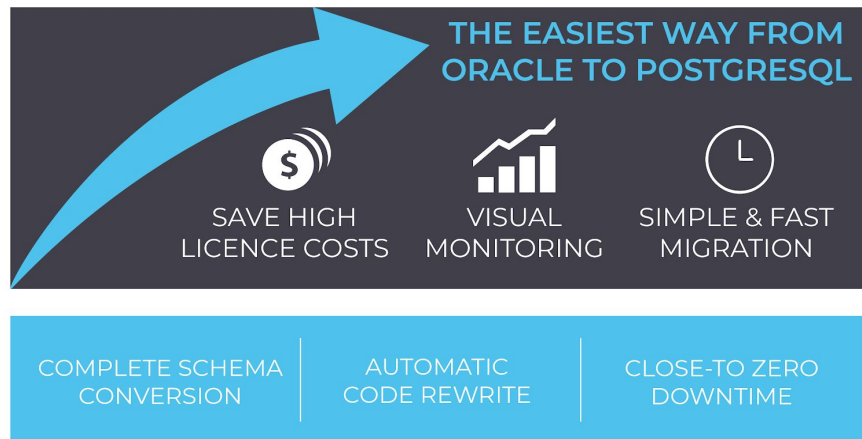 THE EASIEST WAY FROM
ORACLE TO POSTGRESQL
$
SAVE HIGH
LICENCE COSTS
VISUAL
MONITORING
SIMPLE & FAST
MIGRATION
COMPLETE SCHEMA
CONVERSION
AUTOMATIC
CODE REWRITE
CLOSE-TO ZERO
DOWNTIME